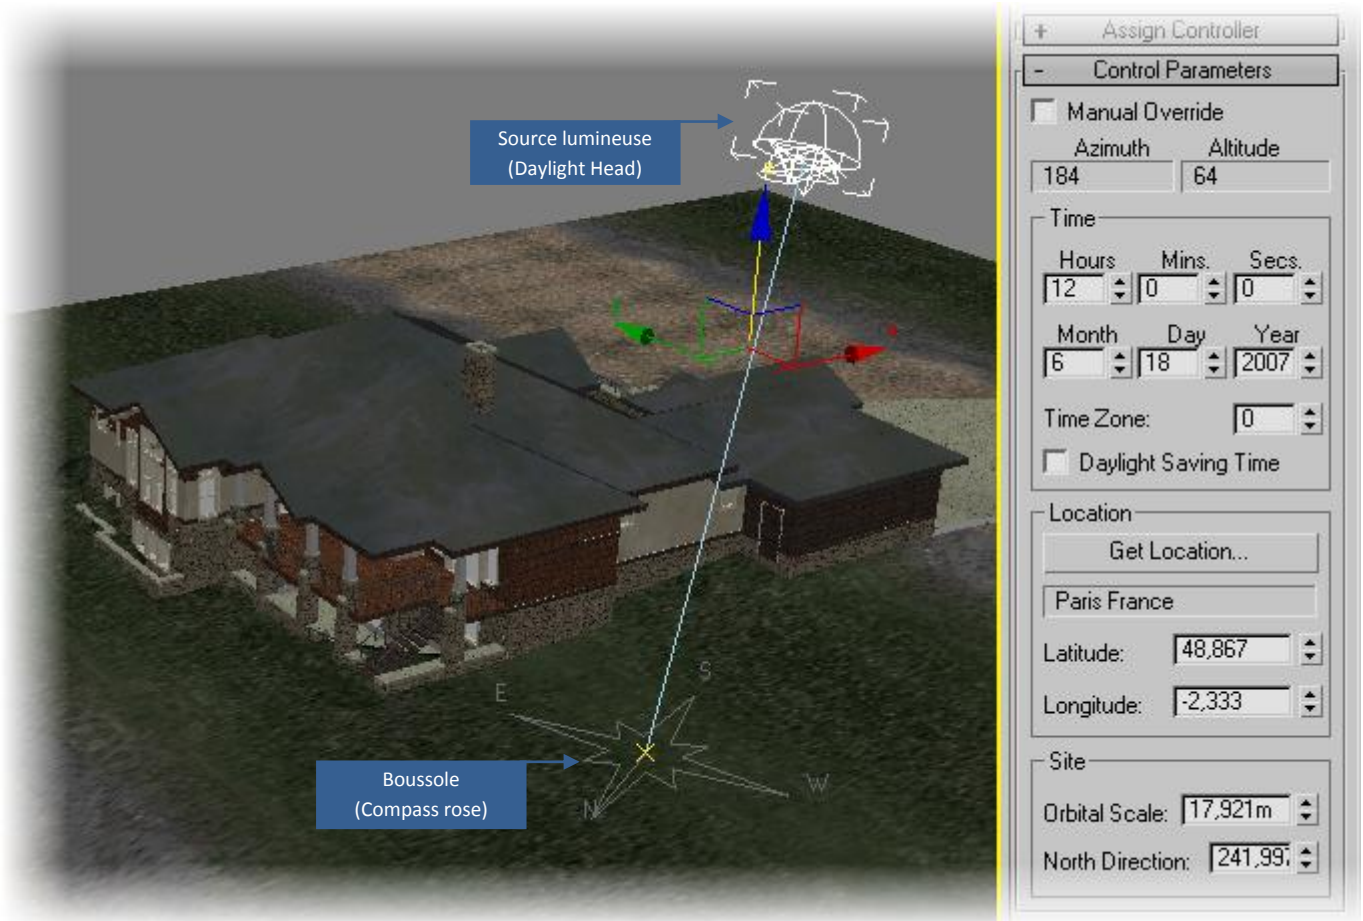 Source lumineuse
(Daylight Head)
E
S
N
W
Boussole
(Compass rose)
+ Assign Controller
- Control Parameters
Manual Override
Azimuth Altitude
184 64
Time
Hours Mins. Secs.
12 0 0
Month Day Year
6 18 2007
Time Zone: 0
Daylight Saving Time
Location
Get Location...
Paris France
Latitude: 48,867
Longitude: -2,333
Site
Orbital Scale: 17,921m
North Direction: